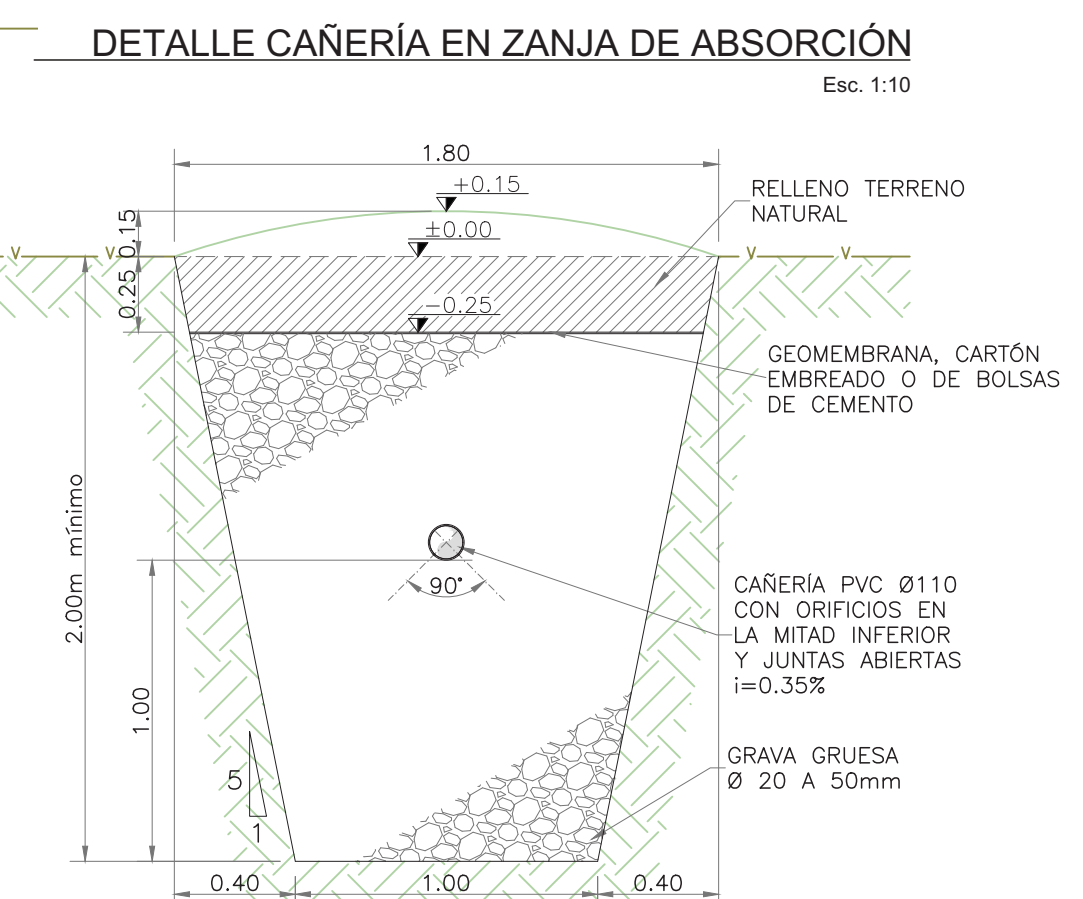 DETALLE CAÑERÍA EN ZANJA DE ABSORCIÓN
Esc. 1:10
1.80
+0.15
RELLENO TERRENO
NATURAL
0.15
±0.00
v
v
v
v
0.25
-0.25
GEOMEMBRANA, CARTÓN
EMBREADO O DE BOLSAS
DE CEMENTO
2.00m mínimo
90°
CAÑERÍA PVC Ø110
CON ORIFICIOS EN
LA MITAD INFERIOR
Y JUNTAS ABIERTAS
i=0.35%
1.00
GRAVA GRUESA
Ø 20 A 50mm
5
1
0.40
1.00
0.40